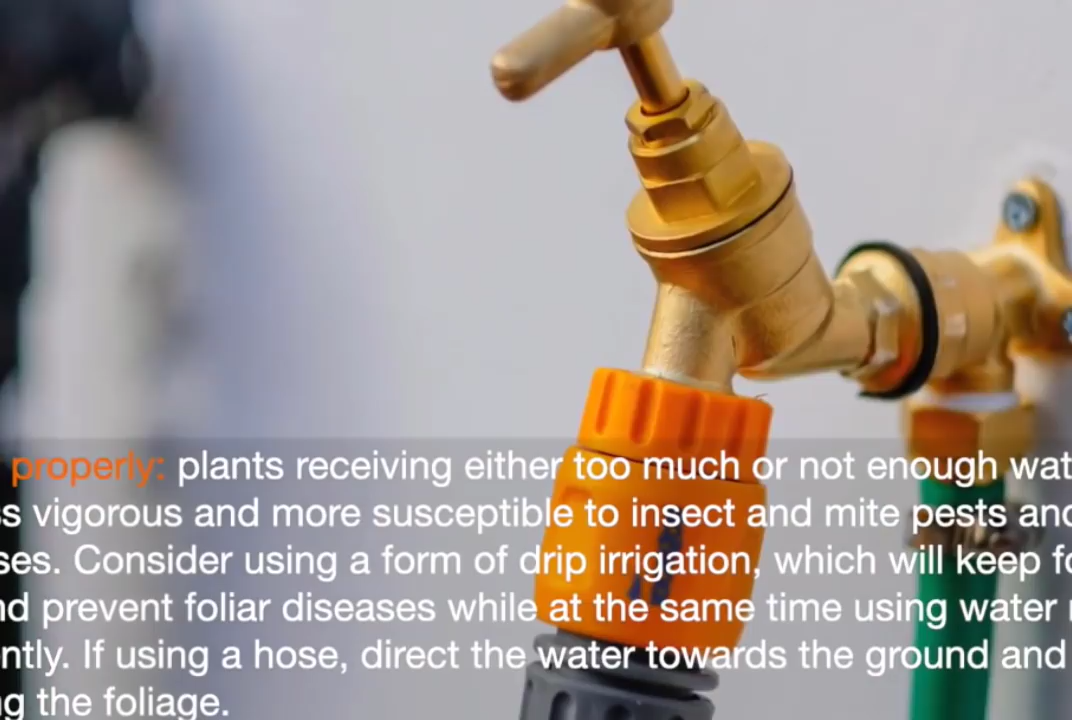 properly: plants receiving either too much or not enough wat
ss vigorous and more susceptible to insect and mite pests and
ses. Consider using a form of drip irrigation, which will keep fo
nd prevent foliar diseases while at the same time using water
ntly. If using a hose, direct the water towards the ground and
ng the foliage.